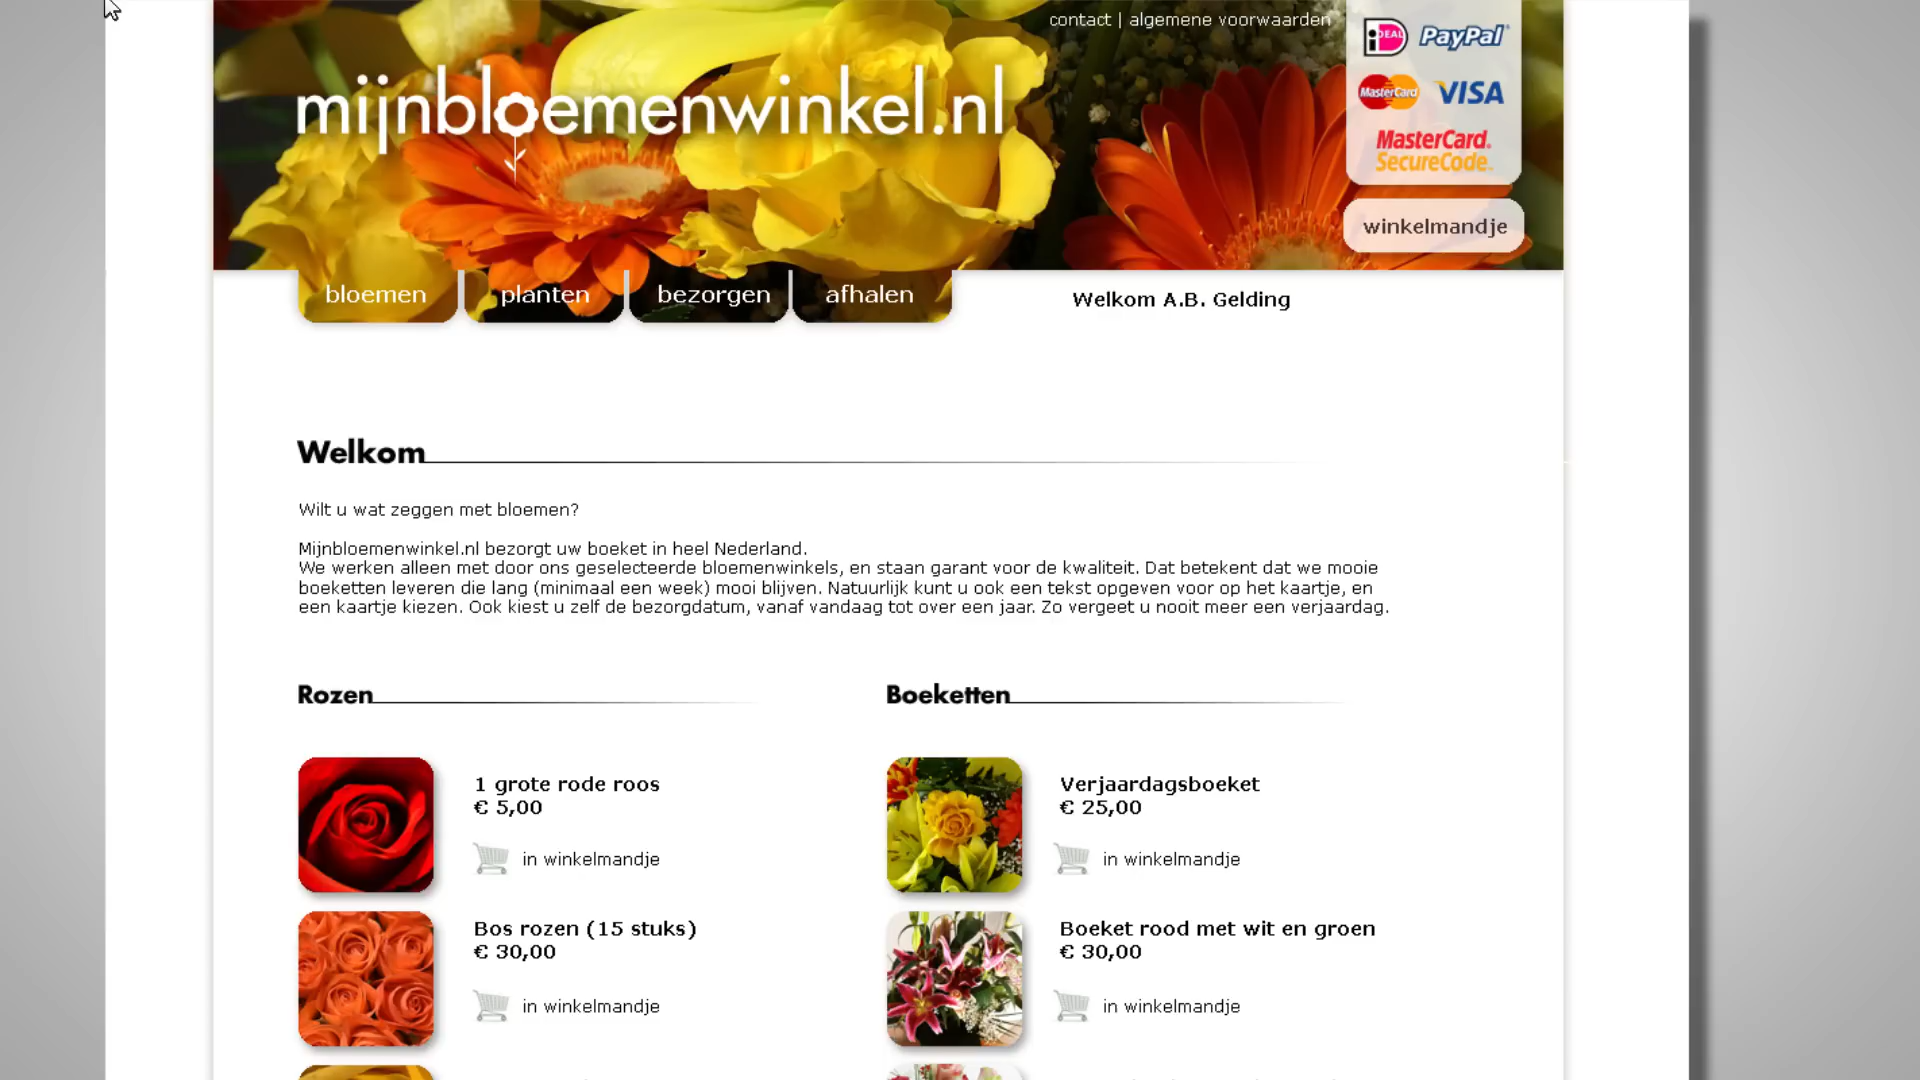 contact | algemene voorwaarden
iDEAL PayPal
mijnbloemenwinkel.nl
MasterCard VISA
MasterCard.
SecureCode.
winkelmandje
bloemen planten bezorgen afhalen
Welkom A.B. Gelding
Welkom
Wilt u wat zeggen met bloemen?
Mijnbloemenwinkel.nl bezorgt uw boeket in heel Nederland.
We werken alleen met door ons geselecteerde bloemenwinkels, en staan garant voor de kwaliteit. Dat betekent dat we mooie
boeketten leveren die lang (minimaal een week) mooi blijven. Natuurlijk kunt u ook een tekst opgeven voor op het kaartje, en
een kaartje kiezen. Ook kiest u zelf de bezorgdatum, vanaf vandaag tot over een jaar. Zo vergeet u nooit meer een verjaardag.
Rozen
1 grote rode roos
€ 5,00
in winkelmandje
Bos rozen (15 stuks)
€ 30,00
in winkelmandje
Boeketten
Verjaardagsboeket
€ 25,00
in winkelmandje
Boeket rood met wit en groen
€ 30,00
in winkelmandje